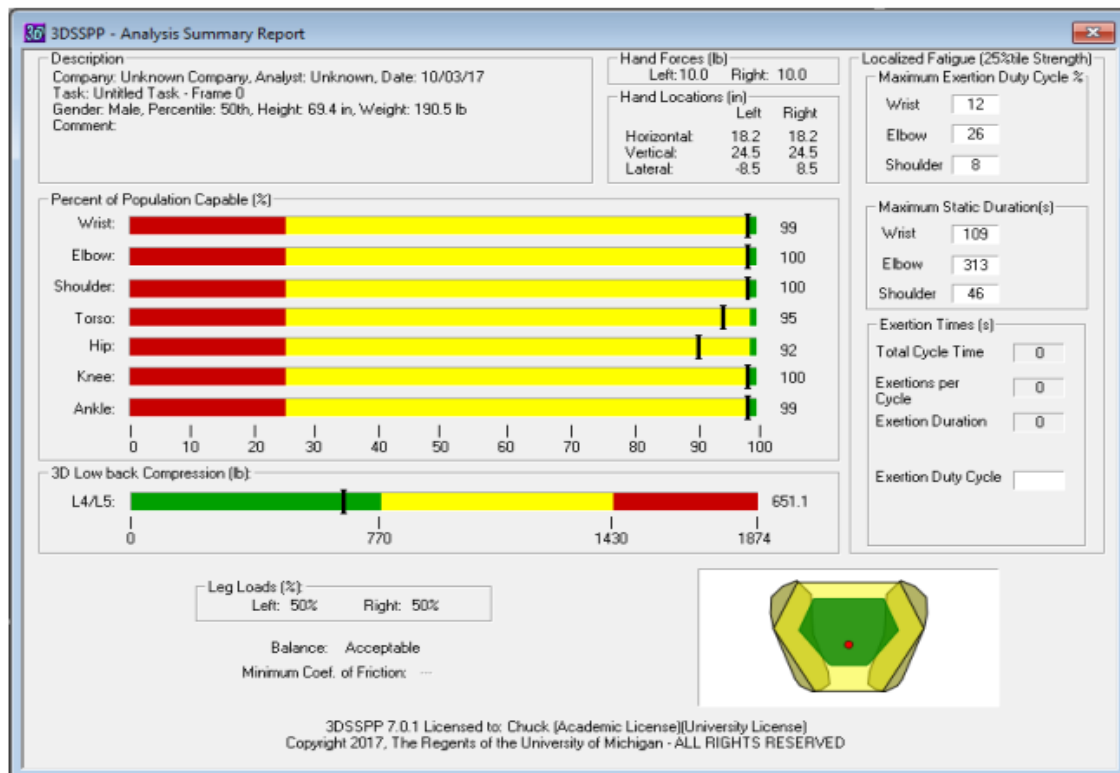 3DSSPP - Analysis Summary Report
Description
Company: Unknown Company, Analyst: Unknown, Date: 10/03/17
Task: Untitled Task - Frame 0
Gender: Male, Percentile: 50th, Height: 69.4 in, Weight: 190.5 lb
Comment:
Hand Forces (lb)
Left: 10.0 Right: 10.0
Hand Locations (in)
Left Right
Horizontal: 18.2 18.2
Vertical: 24.5 24.5
Lateral: -8.5 8.5
Localized Fatigue (25%tile Strength)
Maximum Exertion Duty Cycle %
Wrist 12
Elbow 26
Shoulder 8
Maximum Static Duration(s)
Wrist 109
Elbow 313
Shoulder 46
Exertion Times (s)
Total Cycle Time 0
Exertions per
Cycle 0
Exertion Duration 0
Exertion Duty Cycle
Percent of Population Capable (%)
Wrist: 99
Elbow: 100
Shoulder: 100
Torso: 95
Hip: 92
Knee: 100
Ankle: 99
0 10 20 30 40 50 60 70 80 90 100
3D Low back Compression (lb):
L4/L5: 651.1
0 770 1430 1874
Leg Loads (%):
Left: 50% Right: 50%
Balance: Acceptable
Minimum Coef. of Friction: ---
3DSSPP 7.0.1 Licensed to: Chuck (Academic License)(University License)
Copyright 2017, The Regents of the University of Michigan - ALL RIGHTS RESERVED